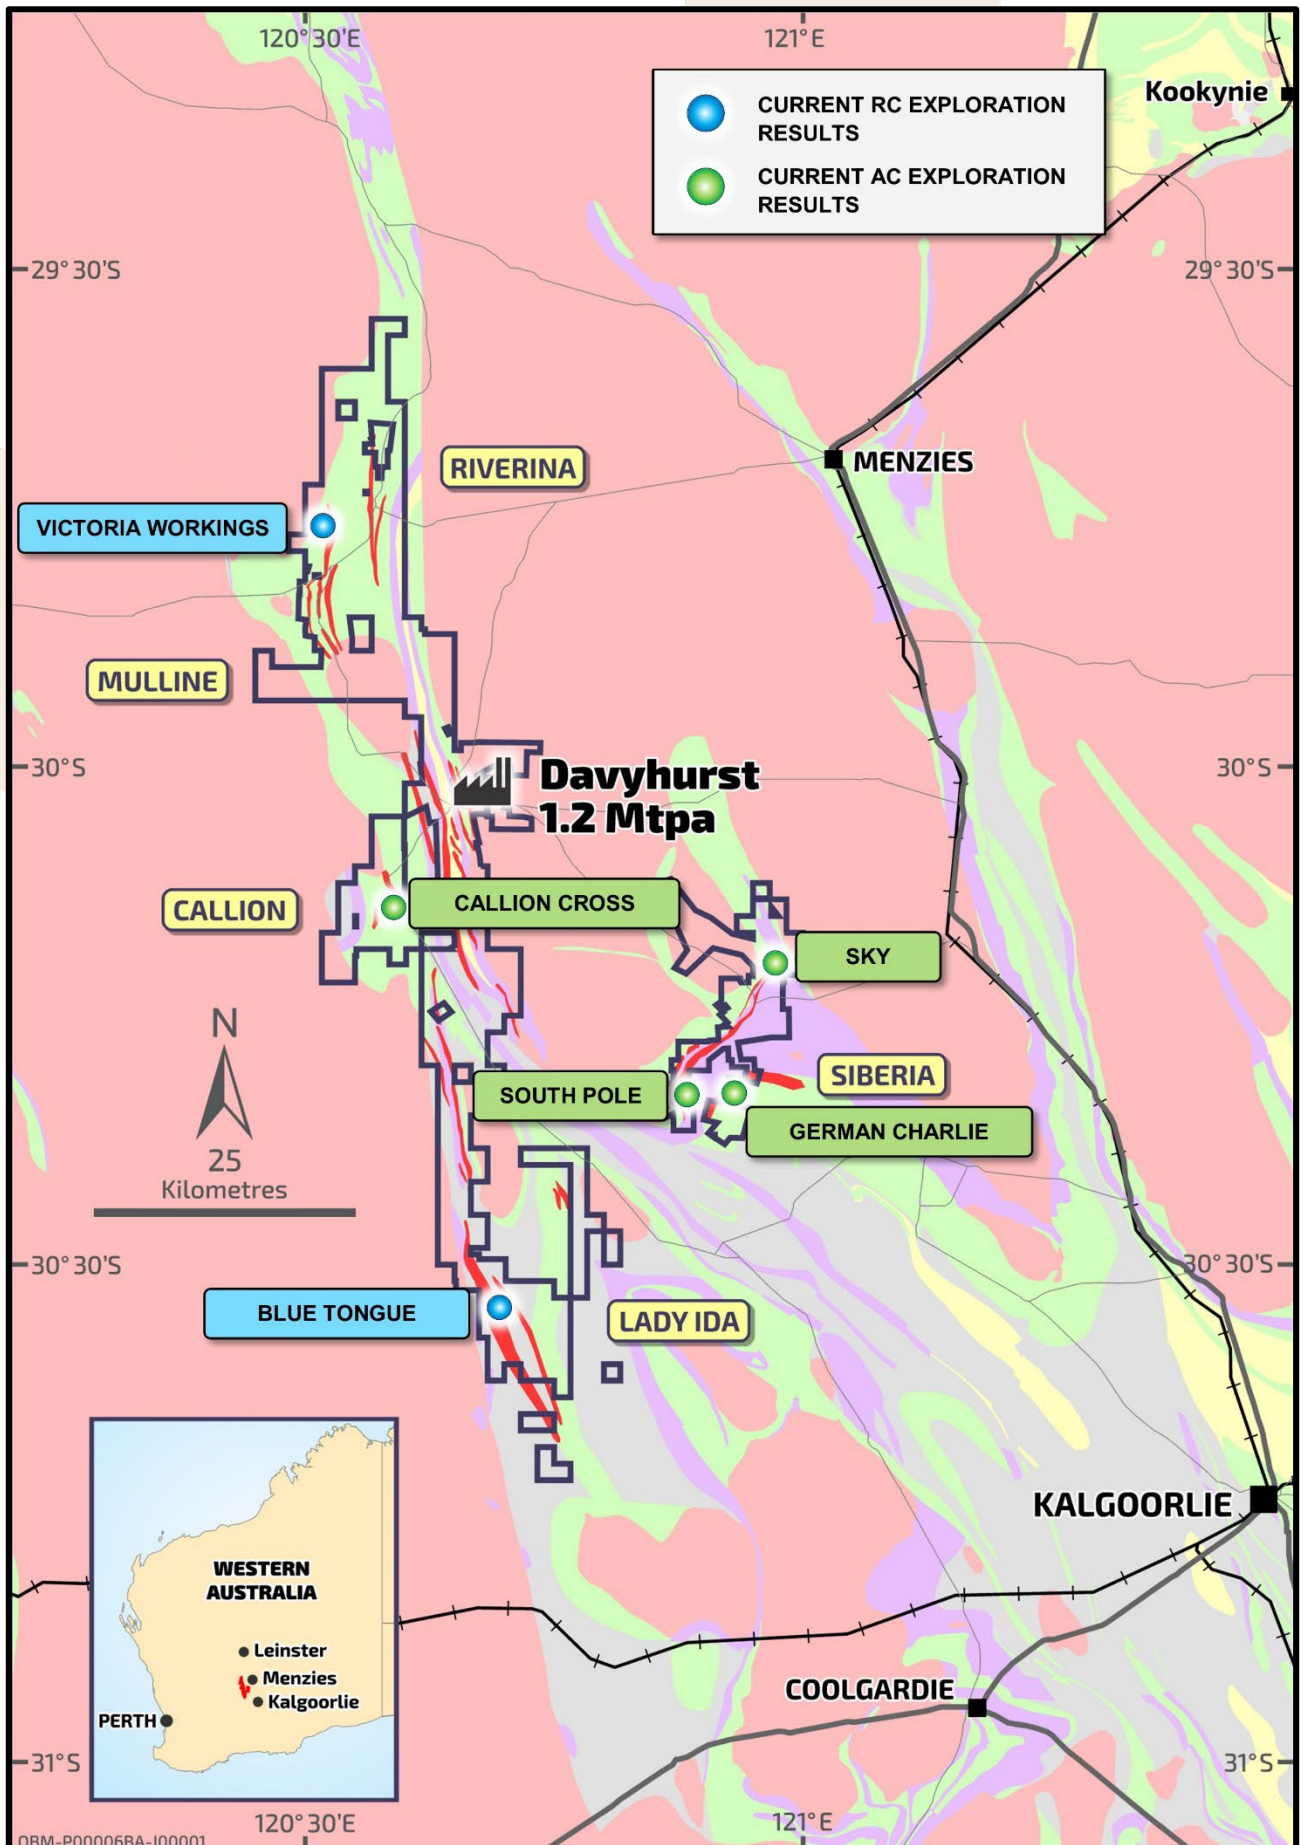 120°30'E
121°E
CURRENT RC EXPLORATION
RESULTS
CURRENT AC EXPLORATION
RESULTS
Kookynie
29°30'S
29°30'S
RIVERINA
MENZIES
VICTORIA WORKINGS
MULLINE
30°S
30°S
Davyhurst
1.2 Mtpa
CALLION
CALLION CROSS
SKY
N
25
Kilometres
SIBERIA
SOUTH POLE
GERMAN CHARLIE
30°30'S
30°30'S
BLUE TONGUE
LADY IDA
KALGOORLIE
WESTERN
AUSTRALIA
Leinster
Menzies
Kalgoorlie
PERTH
COOLGARDIE
31°S
31°S
120°30'E
121°E
OBM-P00006BA-J00001